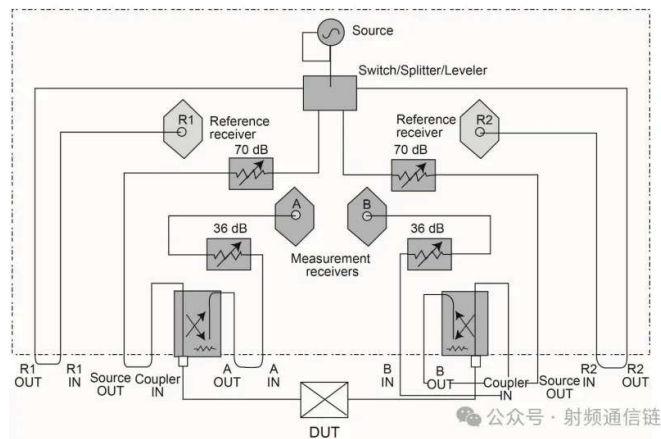 Source
Switch/Splitter/Leveler
R1
Reference
receiver
Reference
receiver
R2
70 dB
70 dB
A
B
36 dB
36 dB
Measurement
receivers
R1
OUT
R1
IN
Source
OUT
Coupler
IN
A
OUT
A
IN
B
IN
B
OUT
Coupler
IN
Source
OUT
R2
IN
R2
OUT
DUT
公众号 · 射频通信链